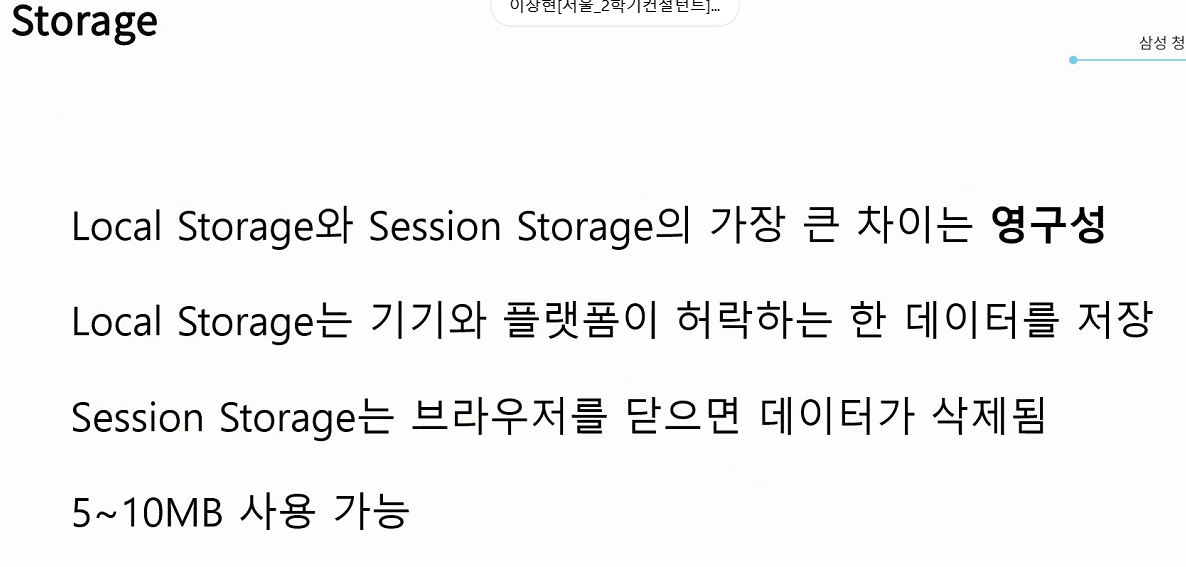 Storage
이상현[서울_2학기컨설턴트]...
삼성 청
Local Storage와 Session Storage의 가장 큰 차이는 영구성
Local Storage는 기기와 플랫폼이 허락하는 한 데이터를 저장
Session Storage는 브라우저를 닫으면 데이터가 삭제됨
5~10MB 사용 가능